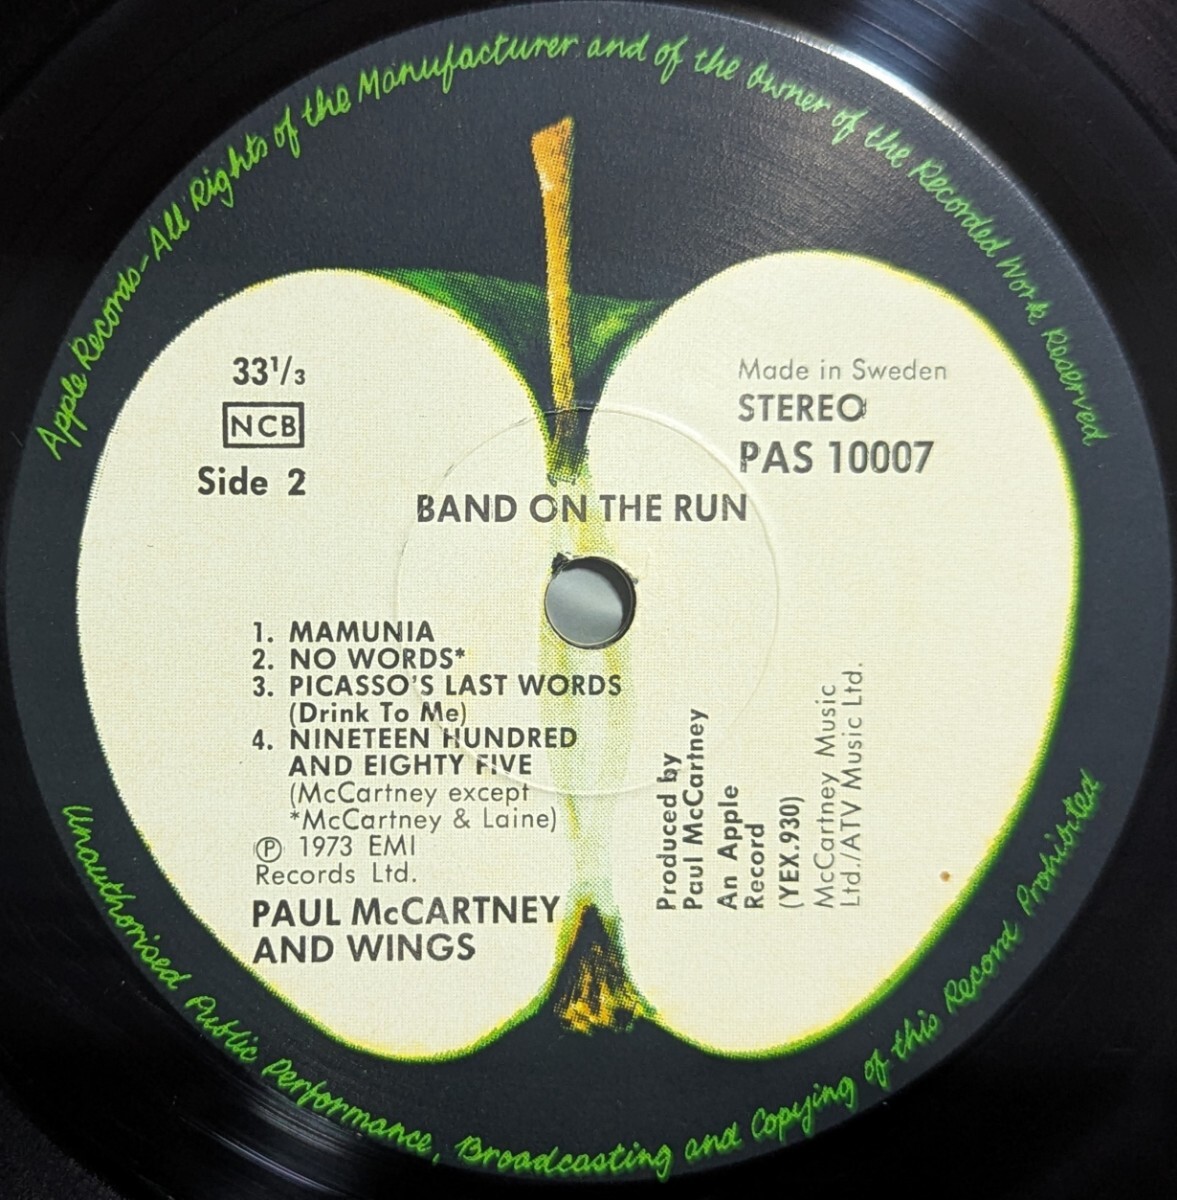 Apple Records-All Rights of the Manufacturer and of the Owner of the Recorded Work Reserved
33 1/3
NCB
Side 2
Made in Sweden
STEREO
PAS 10007
BAND ON THE RUN
1. MAMUNIA
2. NO WORDS*
3. PICASSO'S LAST WORDS
(Drink To Me)
4. NINETEEN HUNDRED
AND EIGHTY FIVE
(McCartney except
*McCartney & Laine)
℗ 1973 EMI
Records Ltd.
PAUL McCARTNEY
AND WINGS
Produced by
Paul McCartney
An Apple
Record
(YEX.930)
McCartney Music
Ltd./ATV Music Ltd.
Unauthorised Public Performance, Broadcasting and Copying of this Record Prohibited